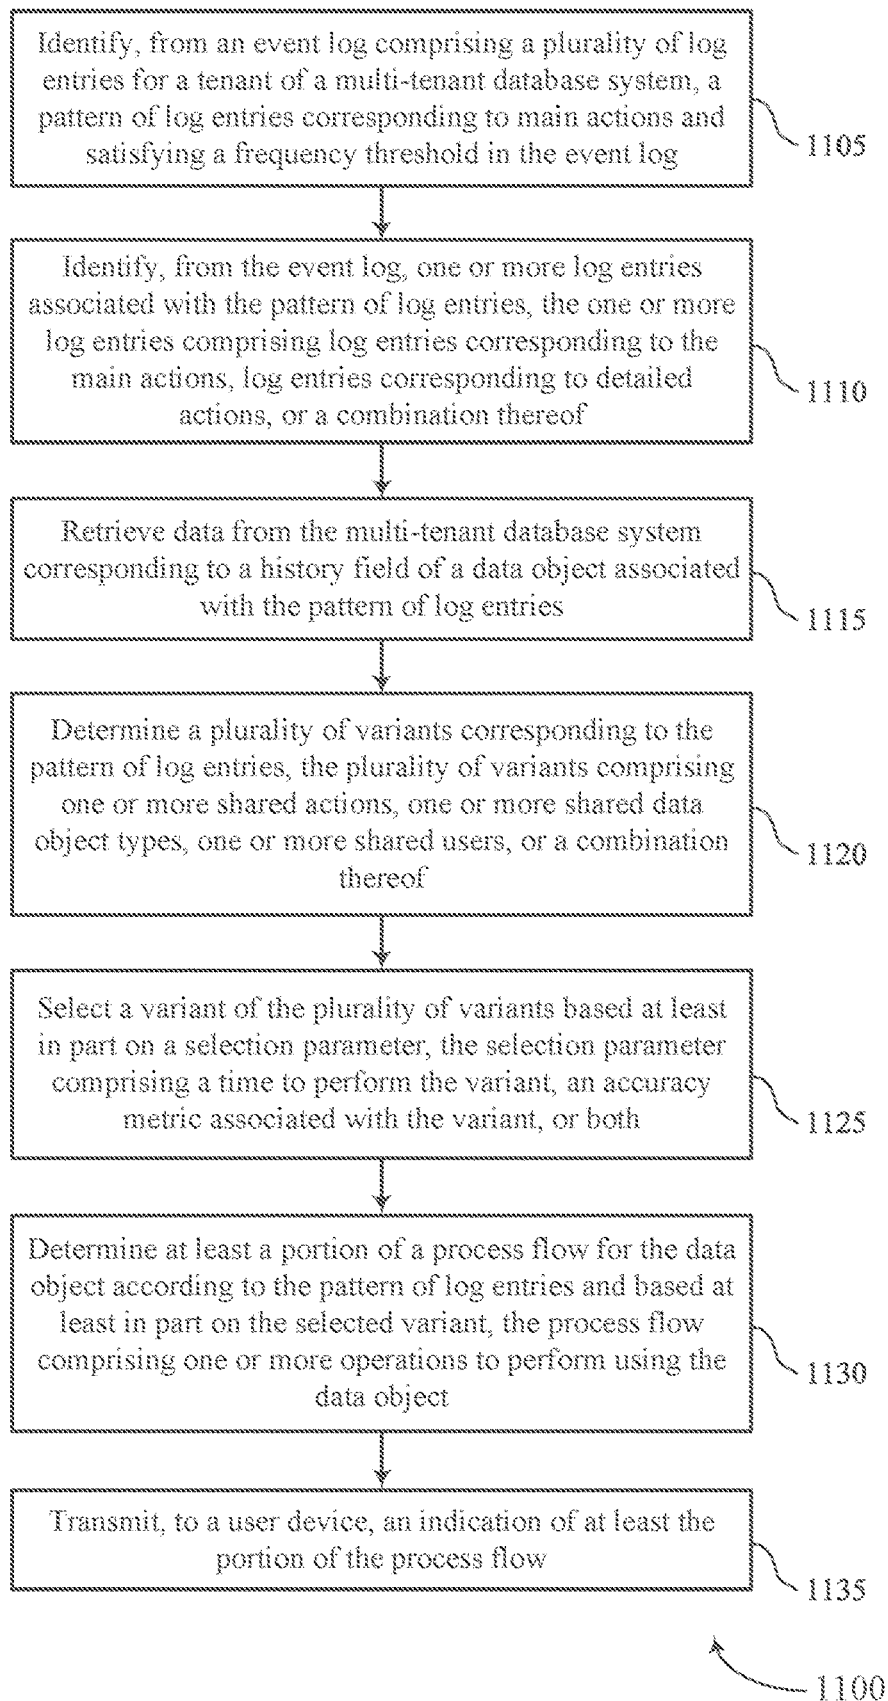 Identify, from an event log comprising a plurality of log
entries for a tenant of a multi-tenant database system, a
pattern of log entries corresponding to main actions and
satisfying a frequency threshold in the event log
1105
Identify, from the event log, one or more log entries
associated with the pattern of log entries, the one or more
log entries comprising log entries corresponding to the
main actions, log entries corresponding to detailed
actions, or a combination thereof
1110
Retrieve data from the multi-tenant database system
corresponding to a history field of a data object associated
with the pattern of log entries
1115
Determine a plurality of variants corresponding to the
pattern of log entries, the plurality of variants comprising
one or more shared actions, one or more shared data
object types, one or more shared users, or a combination
thereof
1120
Select a variant of the plurality of variants based at least
in part on a selection parameter, the selection parameter
comprising a time to perform the variant, an accuracy
metric associated with the variant, or both
1125
Determine at least a portion of a process flow for the data
object according to the pattern of log entries and based at
least in part on the selected variant, the process flow
comprising one or more operations to perform using the
data object
1130
Transmit, to a user device, an indication of at least the
portion of the process flow
1135
1100